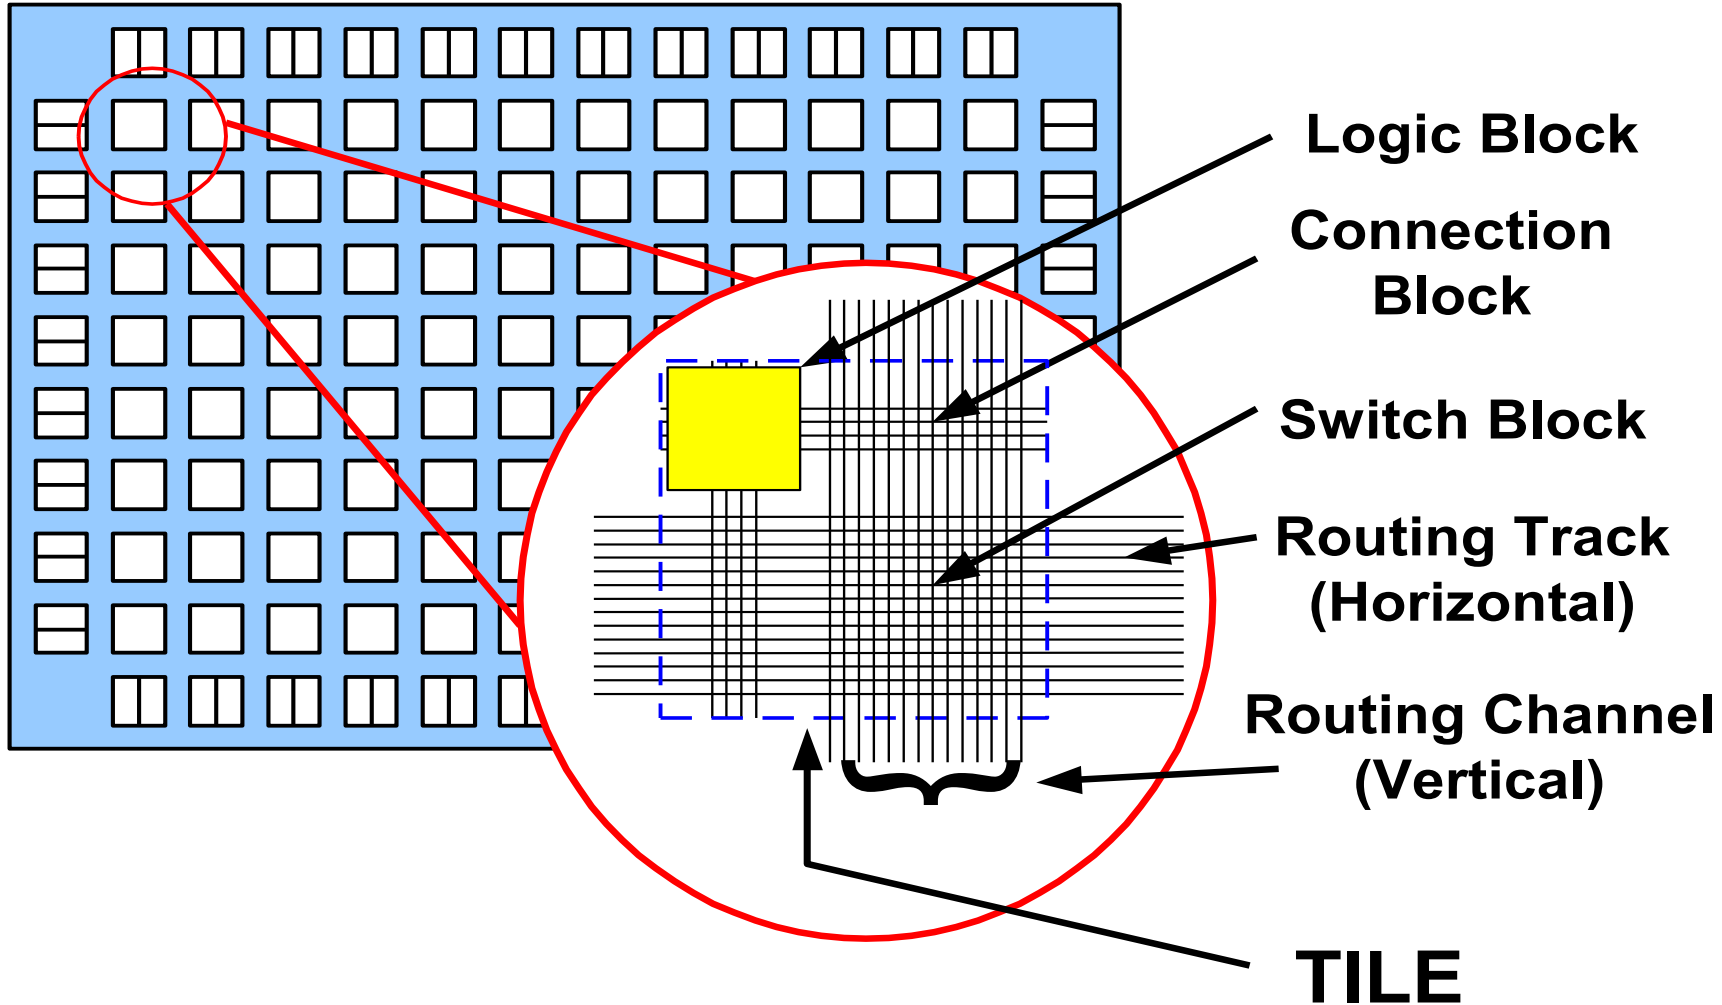 Logic Block
Connection
Block
Switch Block
Routing Track
(Horizontal)
Routing Channel
(Vertical)
TILE